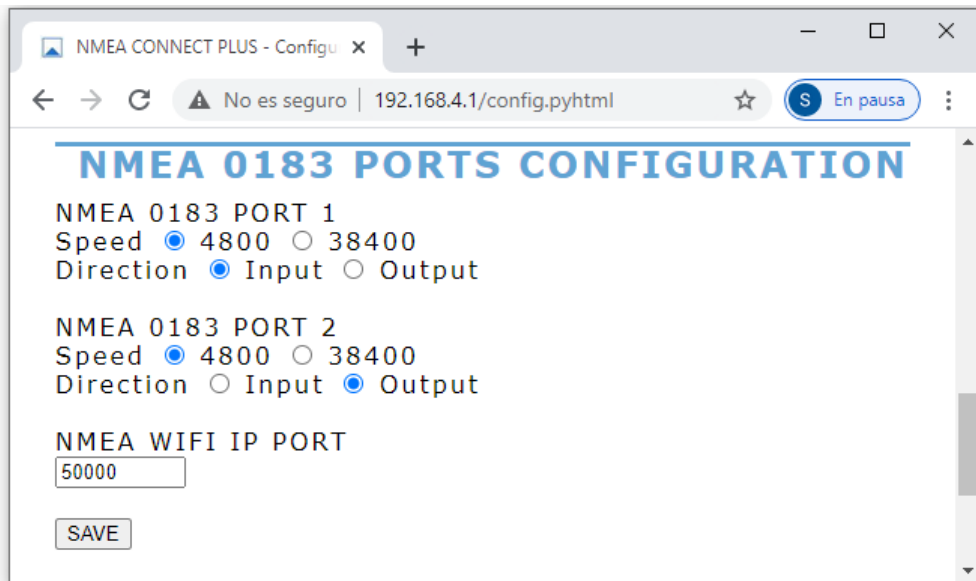 NMEA CONNECT PLUS - Configu
No es seguro | 192.168.4.1/config.pyhtml
S En pausa
NMEA 0183 PORTS CONFIGURATION
NMEA 0183 PORT 1
Speed 4800 38400
Direction Input Output
NMEA 0183 PORT 2
Speed 4800 38400
Direction Input Output
NMEA WIFI IP PORT
50000
SAVE